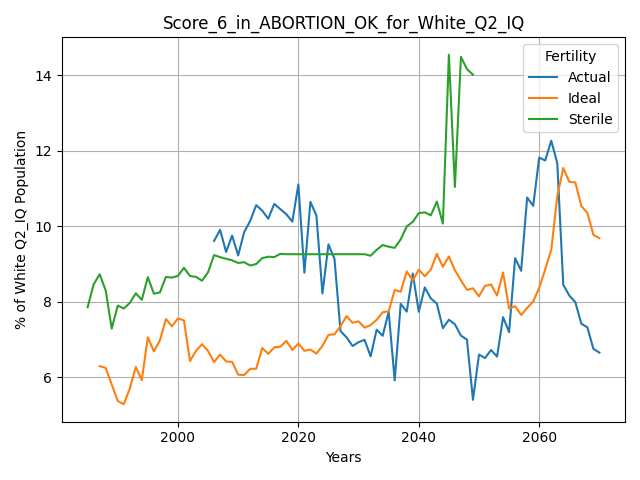 Score_6_in_ABORTION_OK_for_White_Q2_IQ
Fertility
Actual
Ideal
Sterile
% of White Q2_IQ Population
14
12
10
8
6
2000 2020 2040 2060
Years